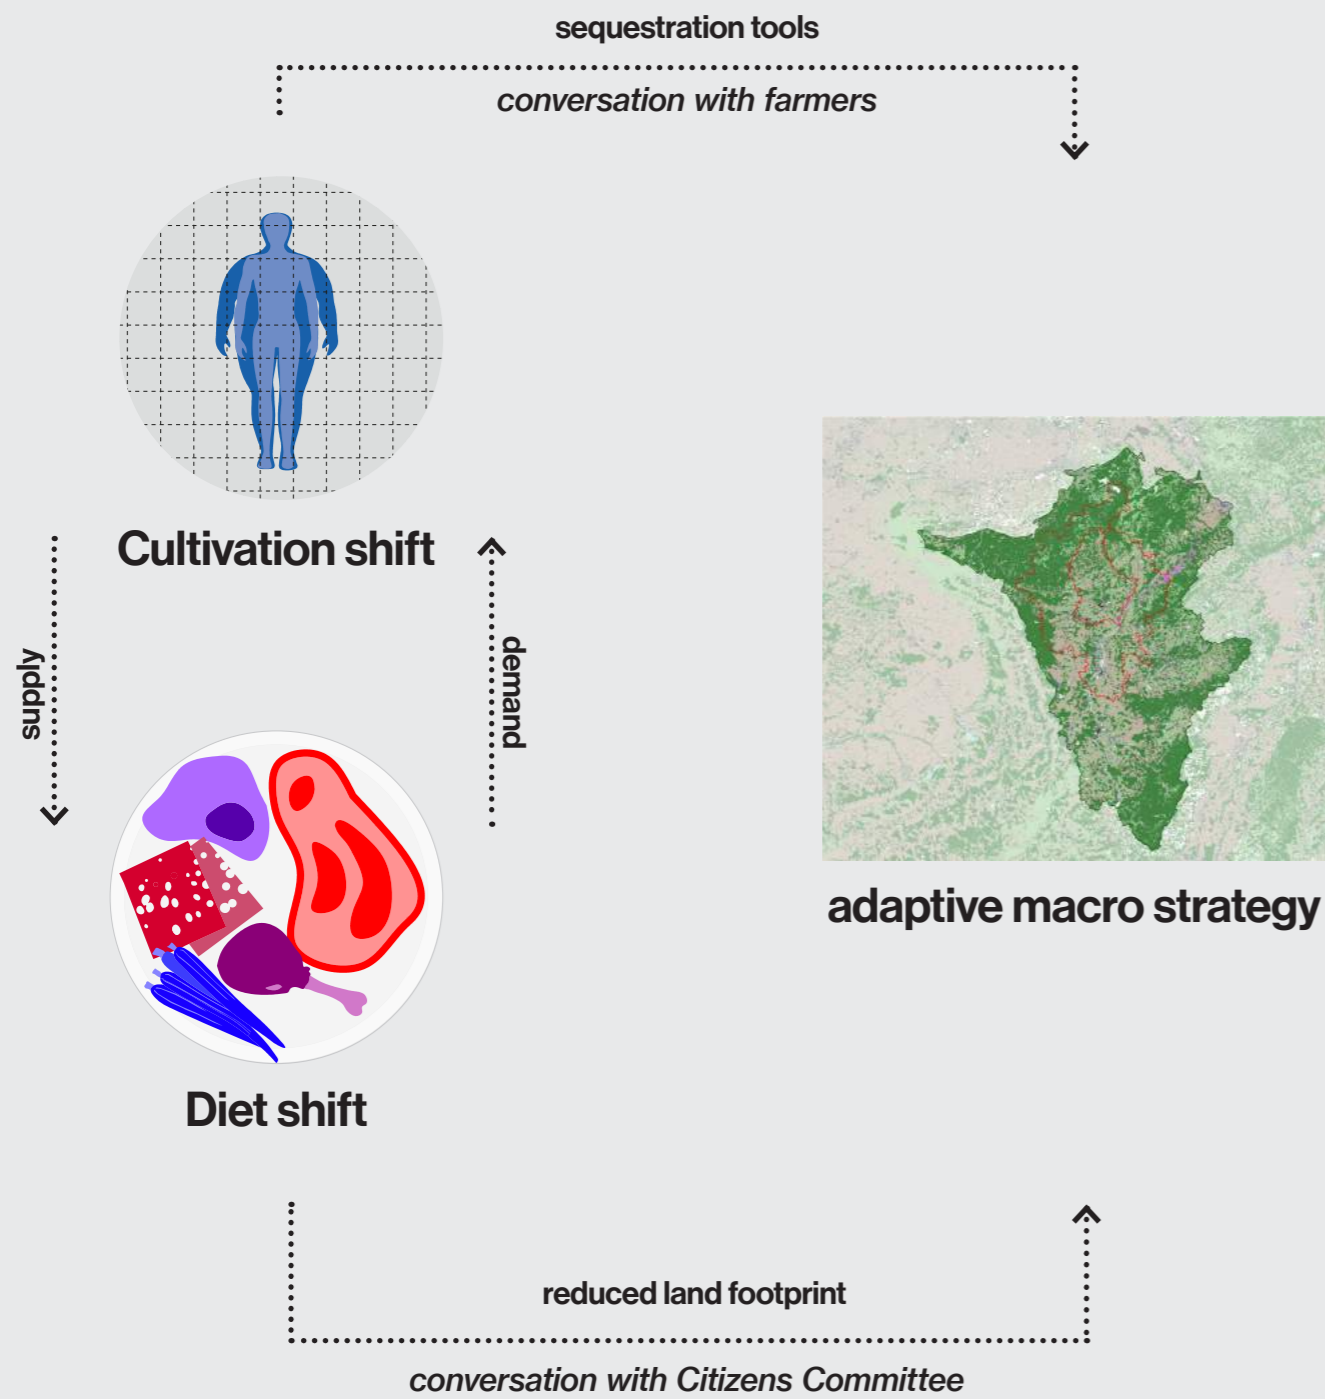 sequestration tools
conversation with farmers
Cultivation shift
supply
demand
adaptive macro strategy
Diet shift
reduced land footprint
conversation with Citizens Committee